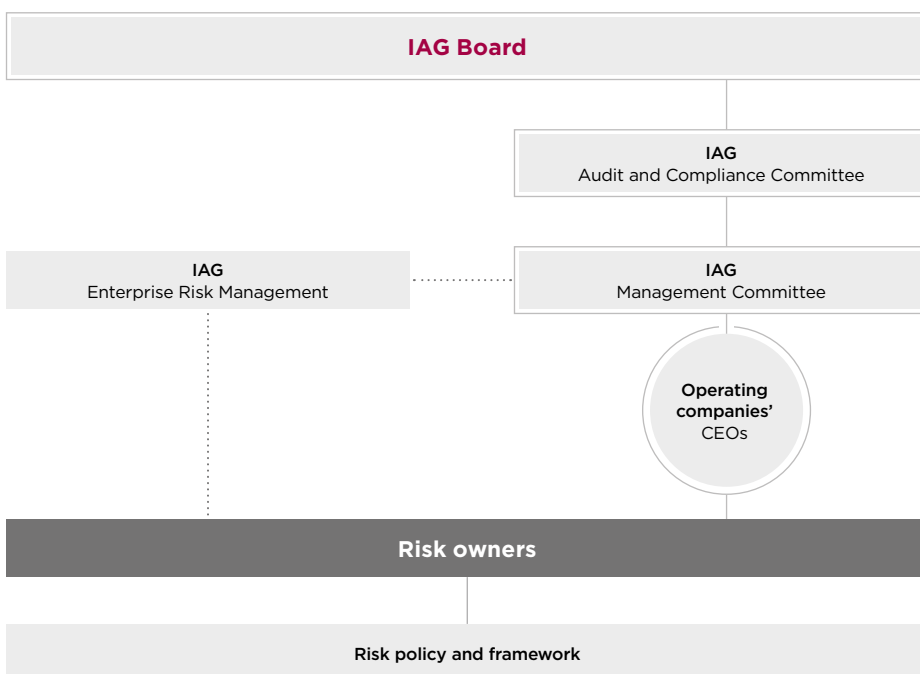 IAG Board
IAG
Audit and Compliance Committee
IAG
Enterprise Risk Management
IAG
Management Committee
Operating
companies’
CEOs
Risk owners
Risk policy and framework